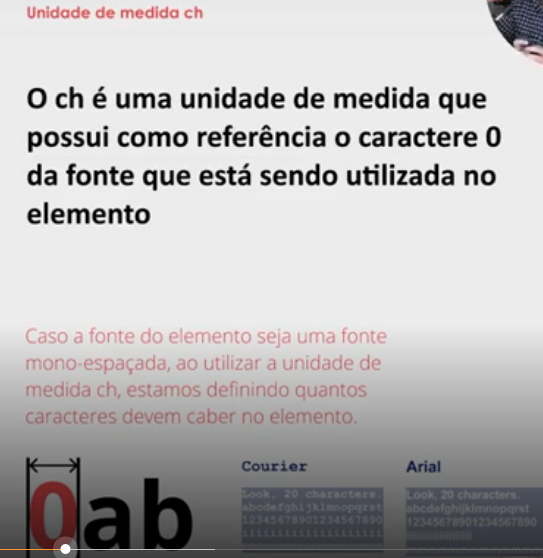 Unidade de medida ch
O ch é uma unidade de medida que
possui como referência o caractere 0
da fonte que está sendo utilizada no
elemento
Caso a fonte do elemento seja uma fonte
mono-espaçada, ao utilizar a unidade de
medida ch, estamos definindo quantos
caracteres devem caber no elemento.
0ab
Courier
Look, 20 characters.
abcdefghijklmnopqrst
12345678901234567890
Arial
Look, 20 characters.
abcdefghijklmnopqrst
12345678901234567890